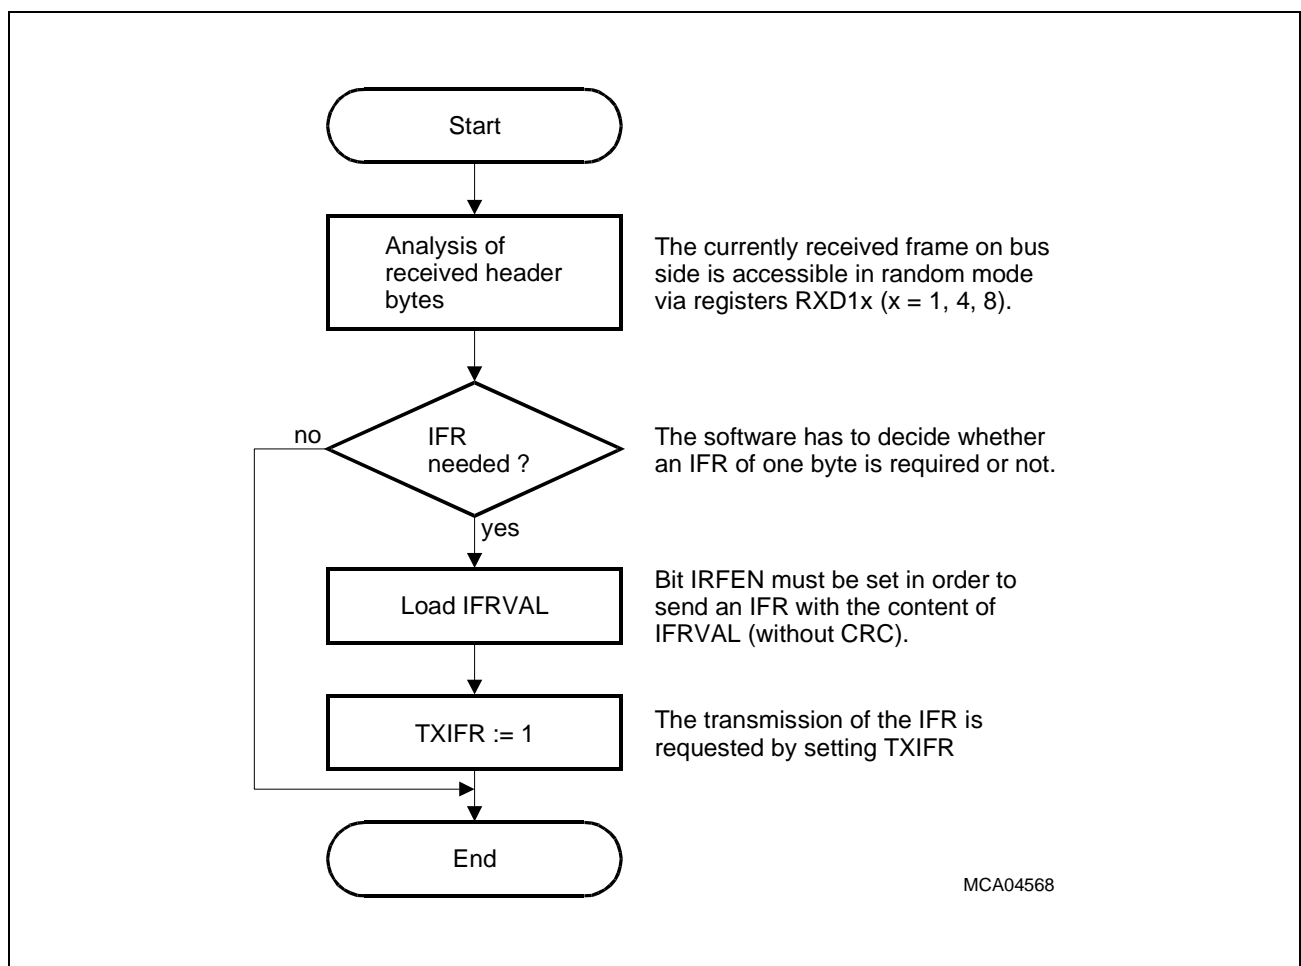 Start
Analysis of
received header
bytes
The currently received frame on bus
side is accessible in random mode
via registers RXD1x (x = 1, 4, 8).
no
IFR
needed ?
The software has to decide whether
an IFR of one byte is required or not.
yes
Load IFRVAL
Bit IRFEN must be set in order to
send an IFR with the content of
IFRVAL (without CRC).
TXIFR := 1
The transmission of the IFR is
requested by setting TXIFR
End
MCA04568